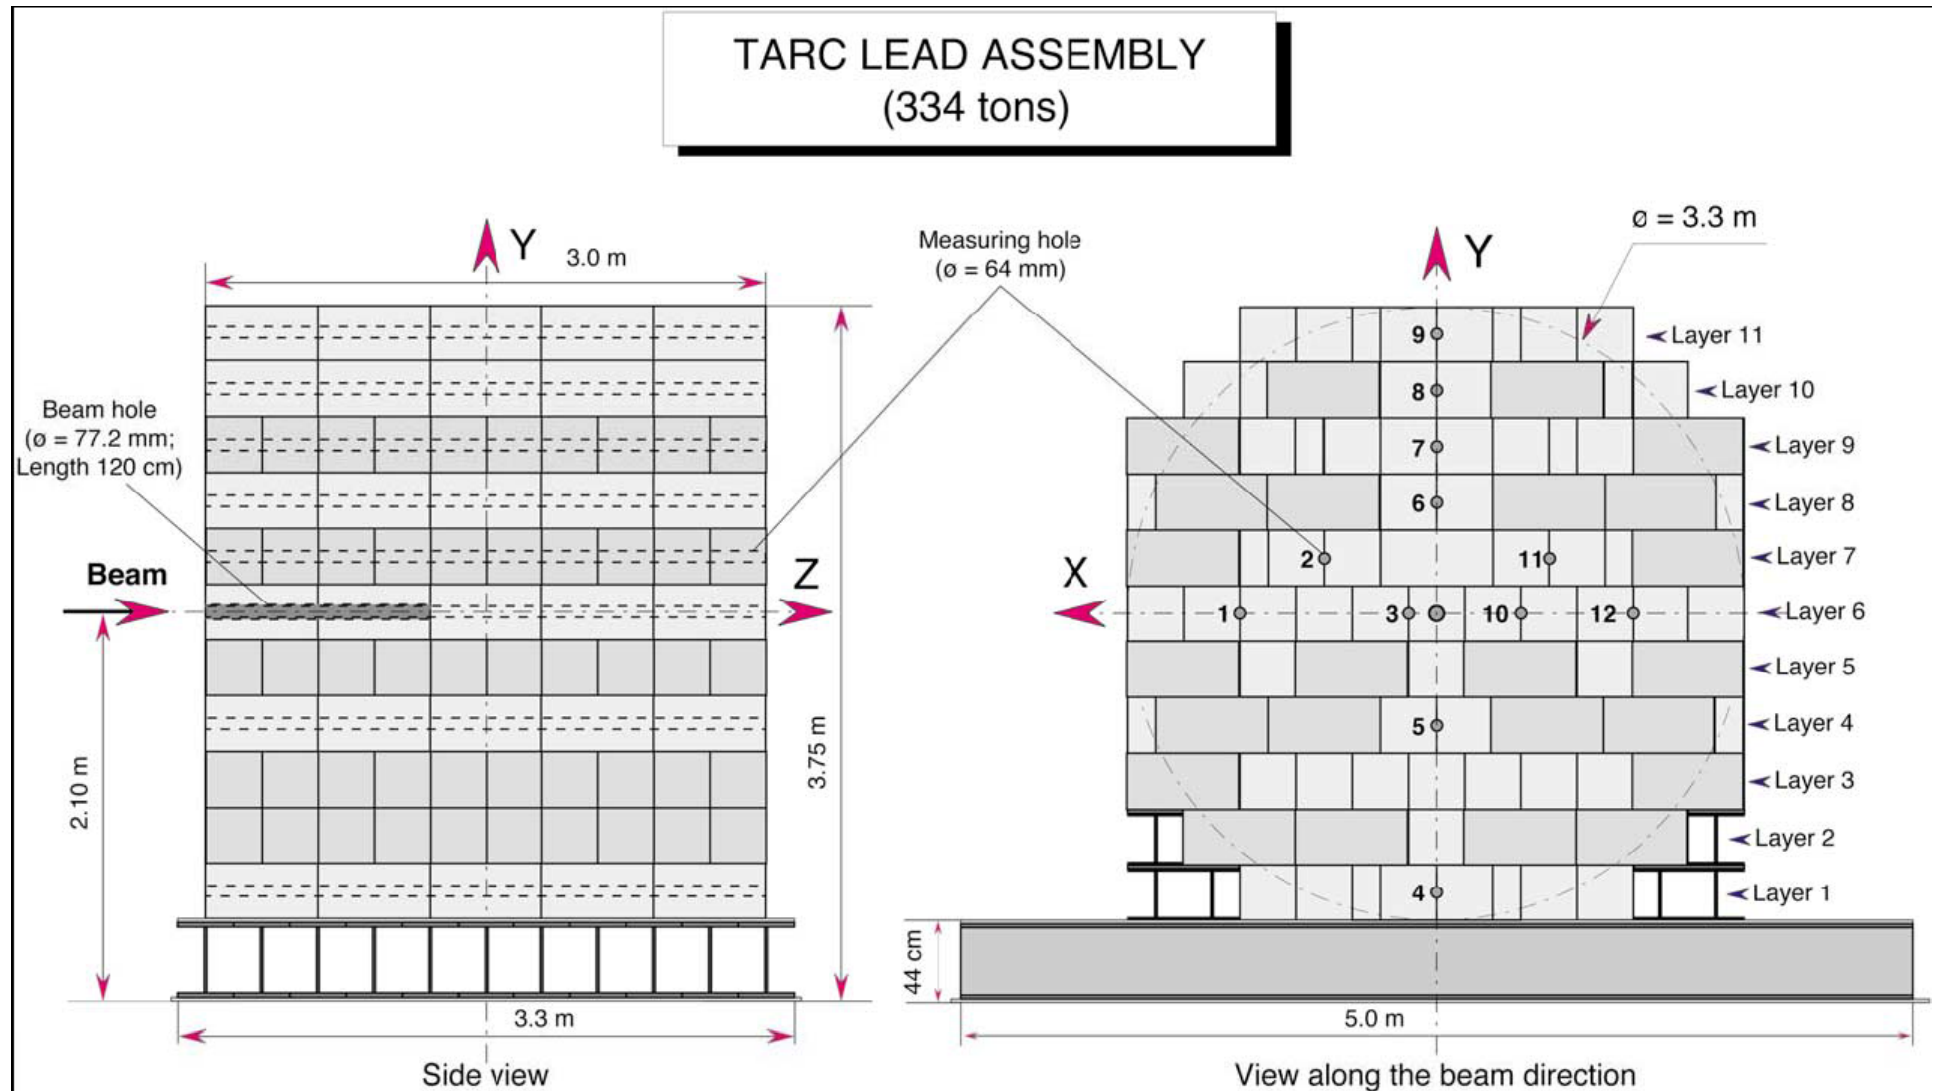 TARC LEAD ASSEMBLY
(334 tons)
Y
3.0 m
Measuring hole
(ø = 64 mm)
Beam hole
(ø = 77.2 mm;
Length 120 cm)
Beam
Z
2.10 m
3.75 m
3.3 m
Side view
ø = 3.3 m
Y
X
9
Layer 11
8
Layer 10
7
Layer 9
6
Layer 8
2
11
Layer 7
1
3
10
12
Layer 6
Layer 5
5
Layer 4
Layer 3
Layer 2
4
Layer 1
44 cm
5.0 m
View along the beam direction